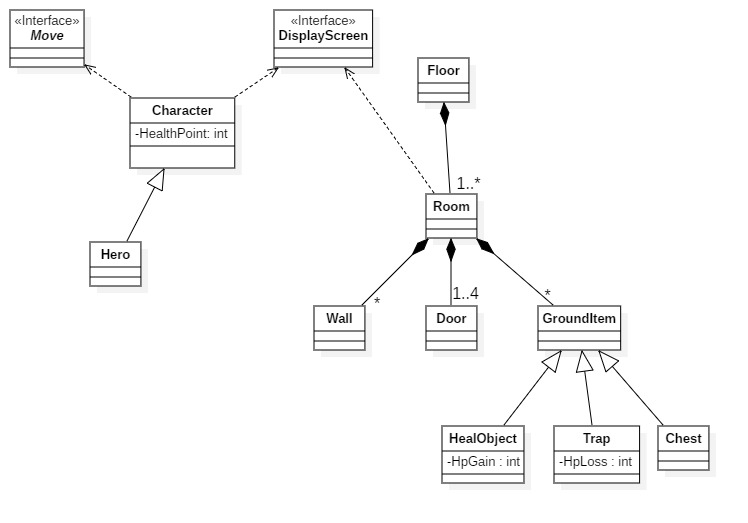 «Interface»
Move
«Interface»
DisplayScreen
Floor
Character
-HealthPoint: int
1..*
Room
Hero
*
1..4
*
Wall
Door
GroundItem
HealObject
-HpGain : int
Trap
-HpLoss : int
Chest